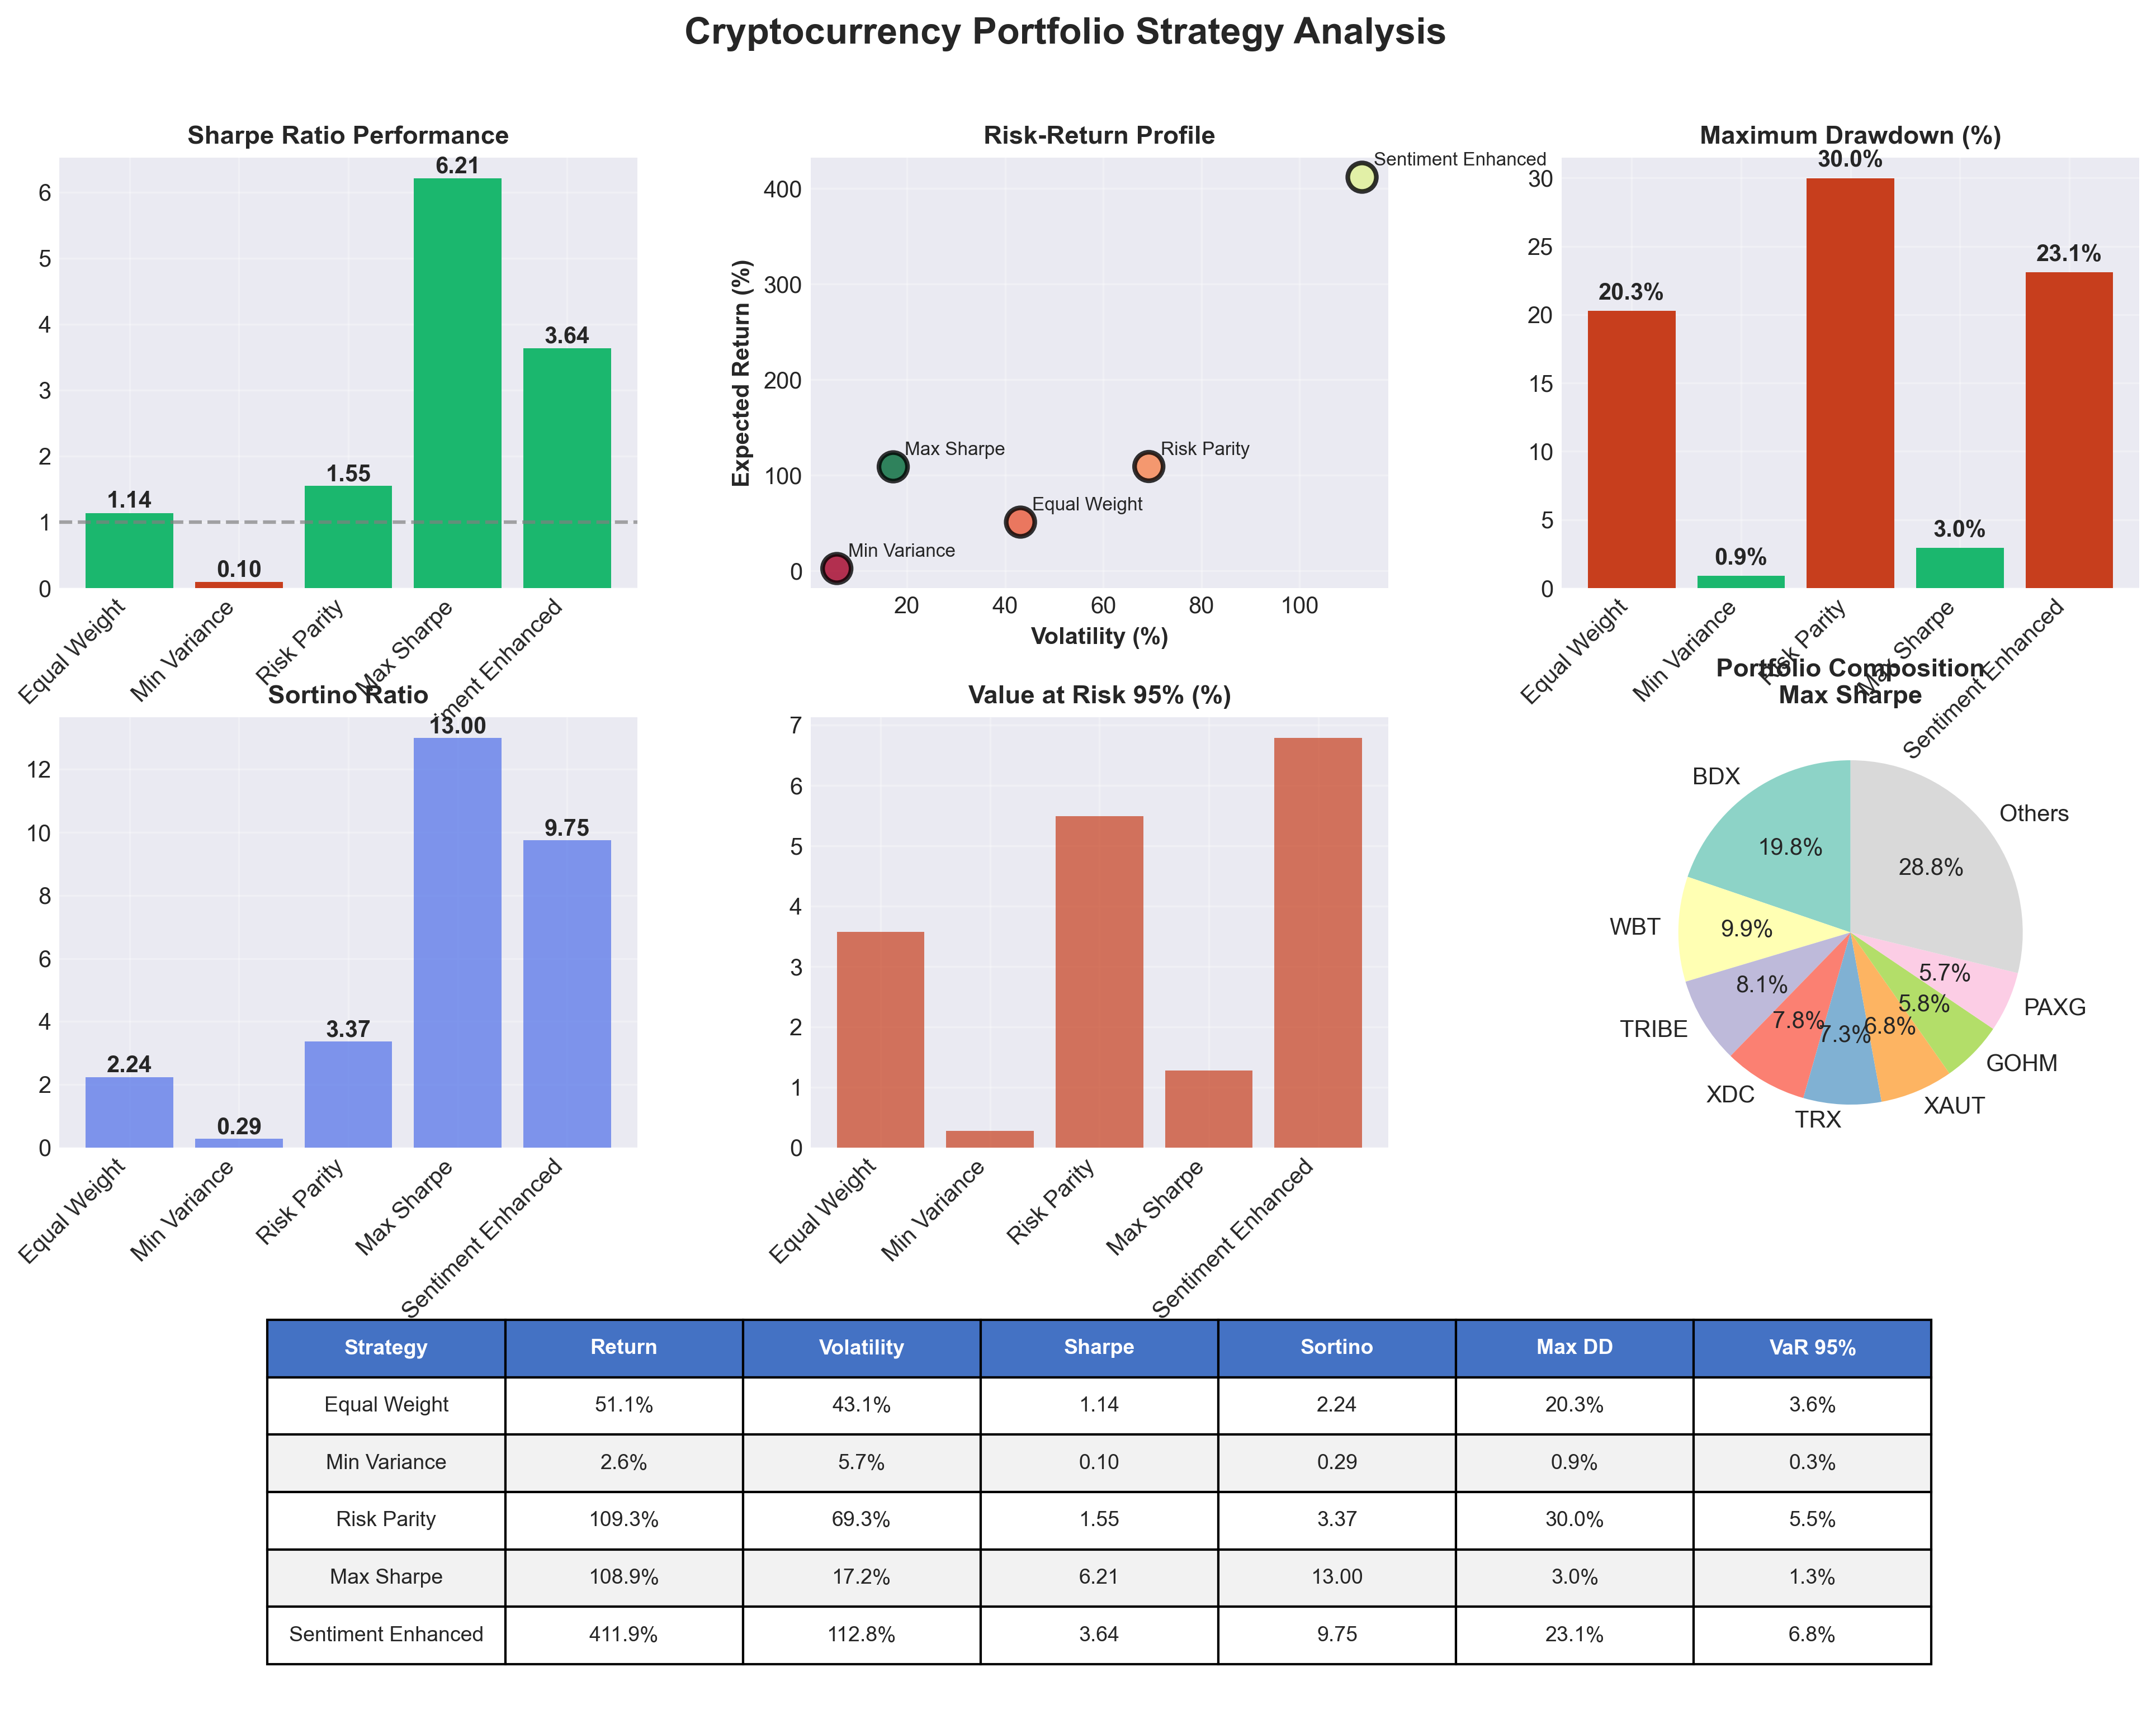 Cryptocurrency Portfolio Strategy Analysis
Sharpe Ratio Performance
6
5
4
3
2
1
0
1.14
0.10
1.55
6.21
3.64
Equal Weight
Min Variance
Risk Parity
Max Sharpe
timent Enhanced
Risk-Return Profile
Expected Return (%)
400
300
200
100
0
Sentiment Enhanced
Max Sharpe
Risk Parity
Equal Weight
Min Variance
20
40
60
80
100
Volatility (%)
Maximum Drawdown (%)
30
25
20
15
10
5
0
20.3%
0.9%
30.0%
3.0%
23.1%
Equal Weight
Min Variance
Risk Parity
Max Sharpe
Sentiment Enhanced
Sortino Ratio
12
10
8
6
4
2
0
2.24
0.29
3.37
13.00
9.75
Equal Weight
Min Variance
Risk Parity
Max Sharpe
Sentiment Enhanced
Value at Risk 95% (%)
7
6
5
4
3
2
1
0
Equal Weight
Min Variance
Risk Parity
Max Sharpe
Sentiment Enhanced
Portfolio Composition
Max Sharpe
BDX
19.8%
WBT
9.9%
TRIBE
8.1%
XDC
7.8%
TRX
7.3%
XAUT
6.8%
GOHM
5.8%
PAXG
5.7%
Others
28.8%
Strategy Return Volatility Sharpe Sortino Max DD VaR 95%
Equal Weight 51.1% 43.1% 1.14 2.24 20.3% 3.6%
Min Variance 2.6% 5.7% 0.10 0.29 0.9% 0.3%
Risk Parity 109.3% 69.3% 1.55 3.37 30.0% 5.5%
Max Sharpe 108.9% 17.2% 6.21 13.00 3.0% 1.3%
Sentiment Enhanced 411.9% 112.8% 3.64 9.75 23.1% 6.8%